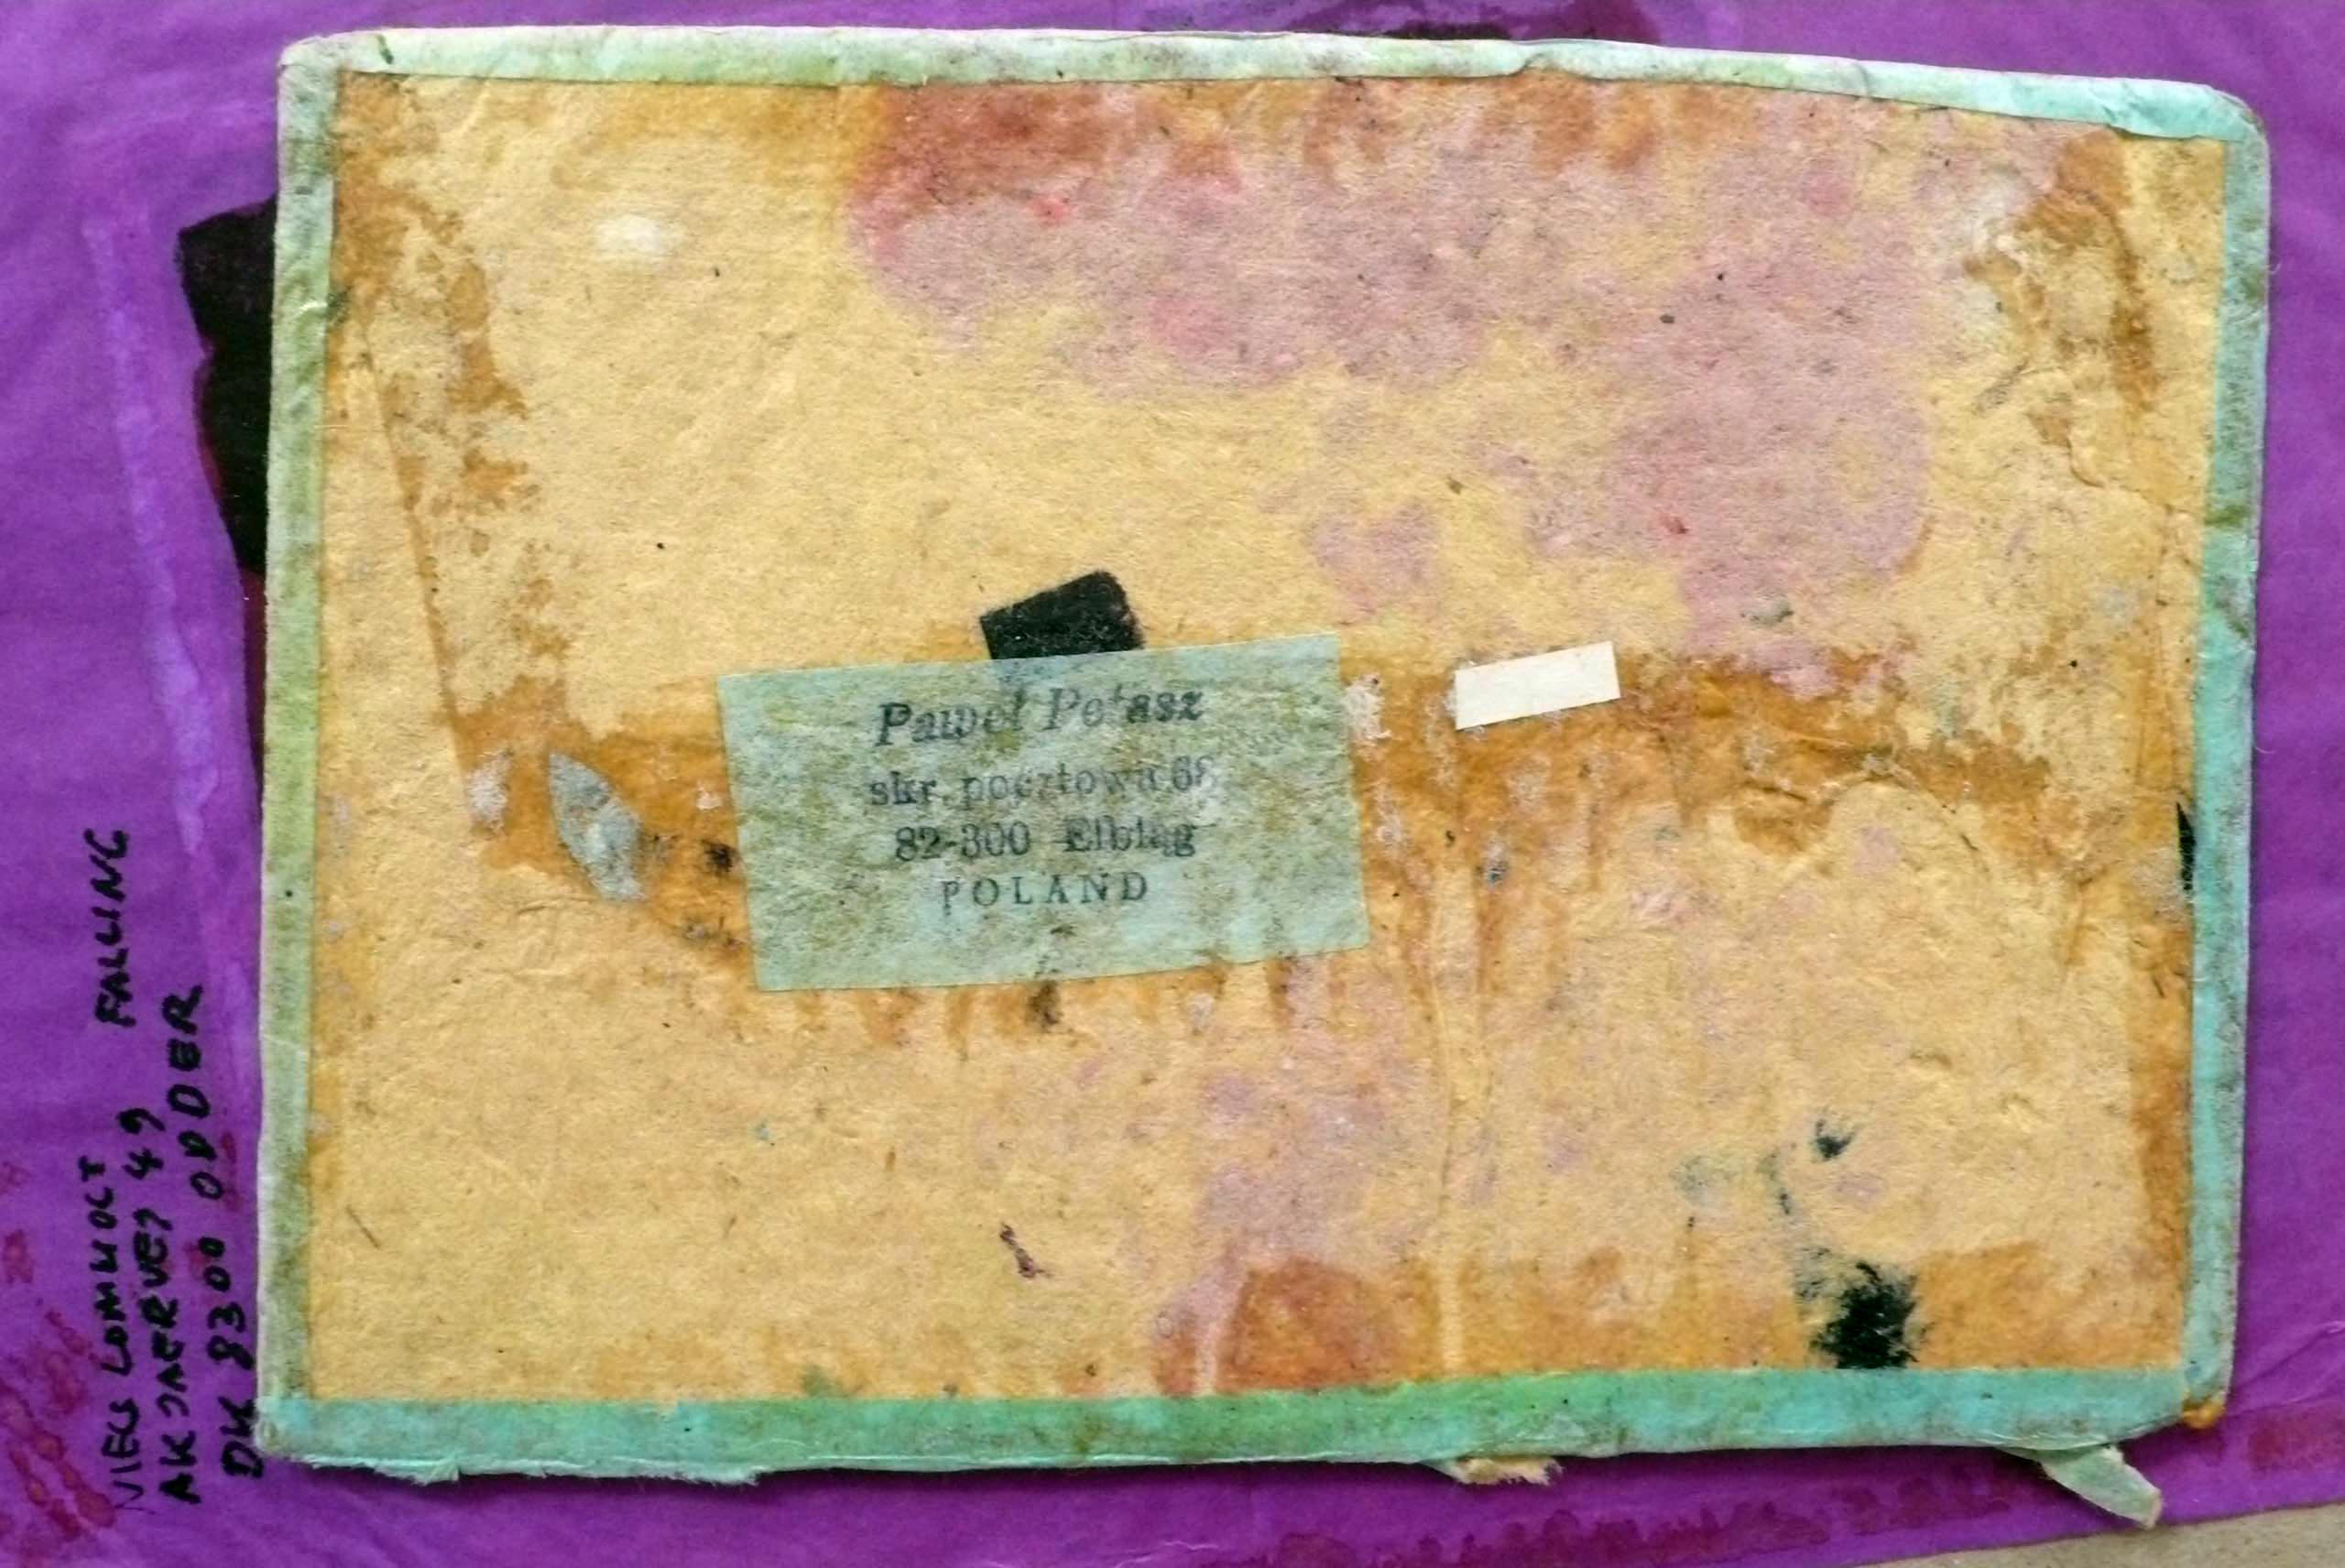 Paweł Petasz
skr. pocztowa 68
82-300 Elbląg
POLAND
NIELS LOMHOLT FALLING
AKJAERVEJ 49
DK 8300 ODDER